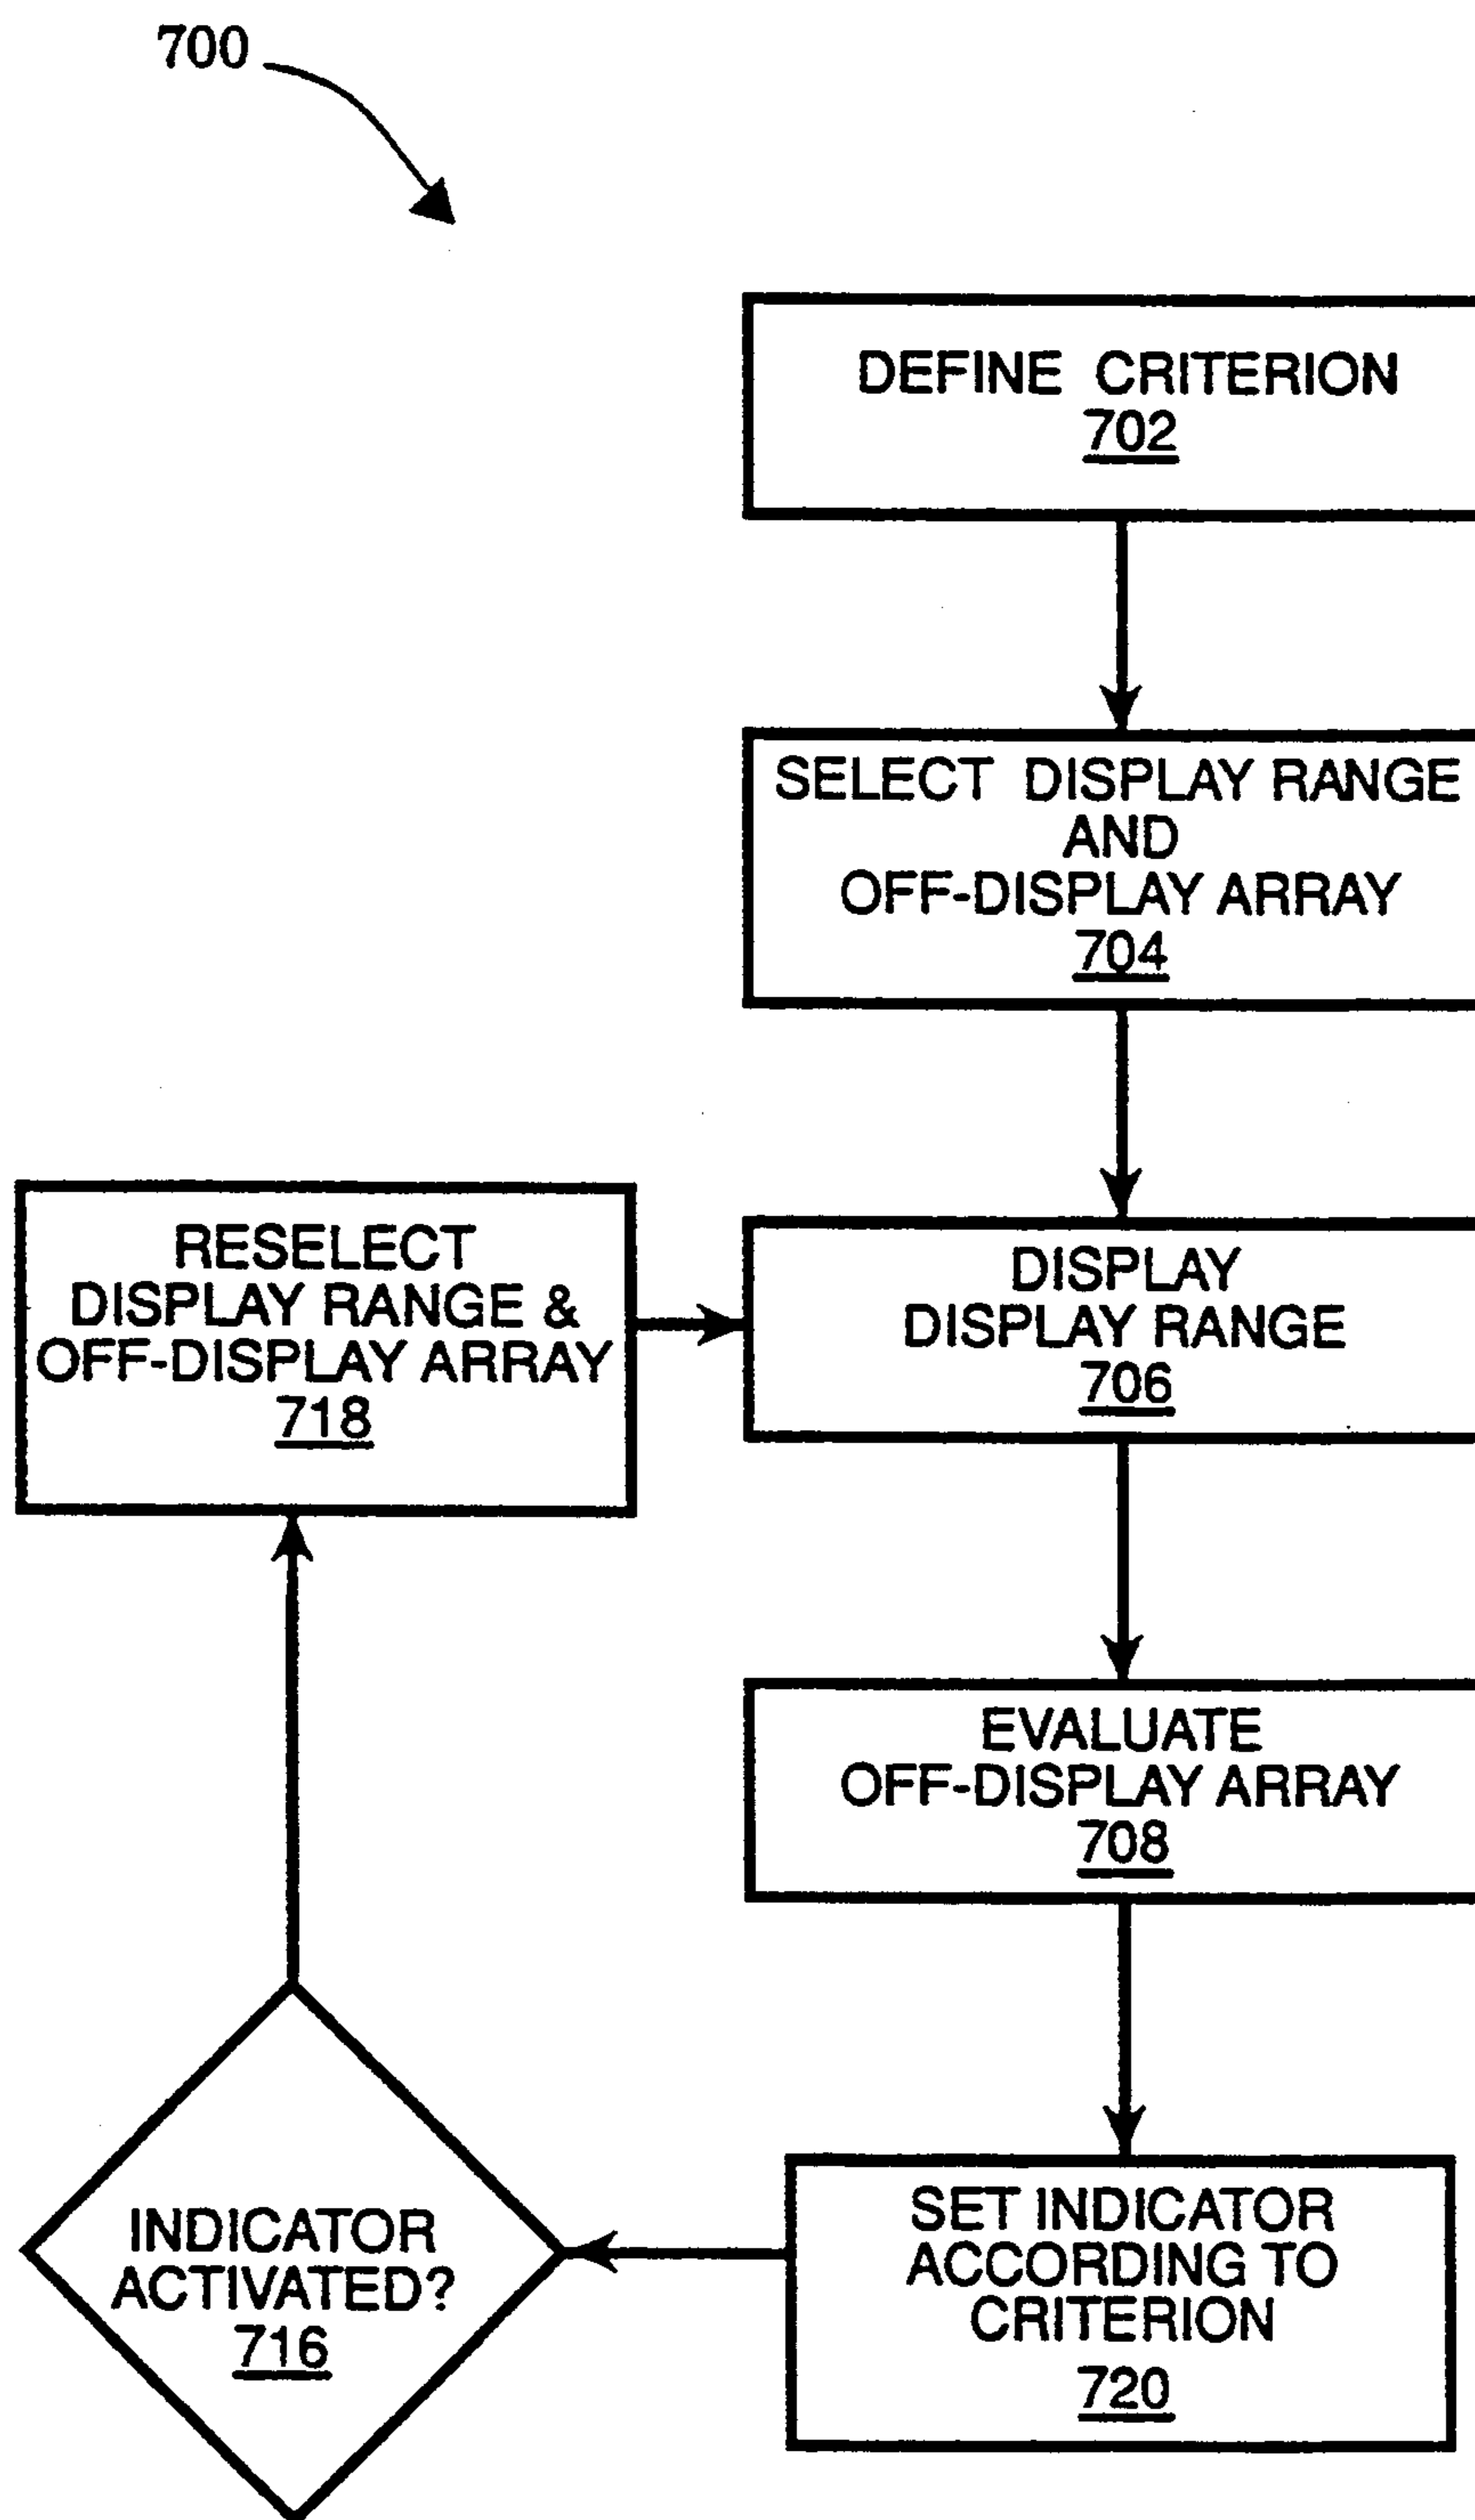 700
DEFINE CRITERION
702
SELECT DISPLAY RANGE
AND
OFF-DISPLAY ARRAY
704
RESELECT
DISPLAY RANGE &
OFF-DISPLAY ARRAY
718
DISPLAY
DISPLAY RANGE
706
EVALUATE
OFF-DISPLAY ARRAY
708
INDICATOR
ACTIVATED?
716
SET INDICATOR
ACCORDING TO
CRITERION
720